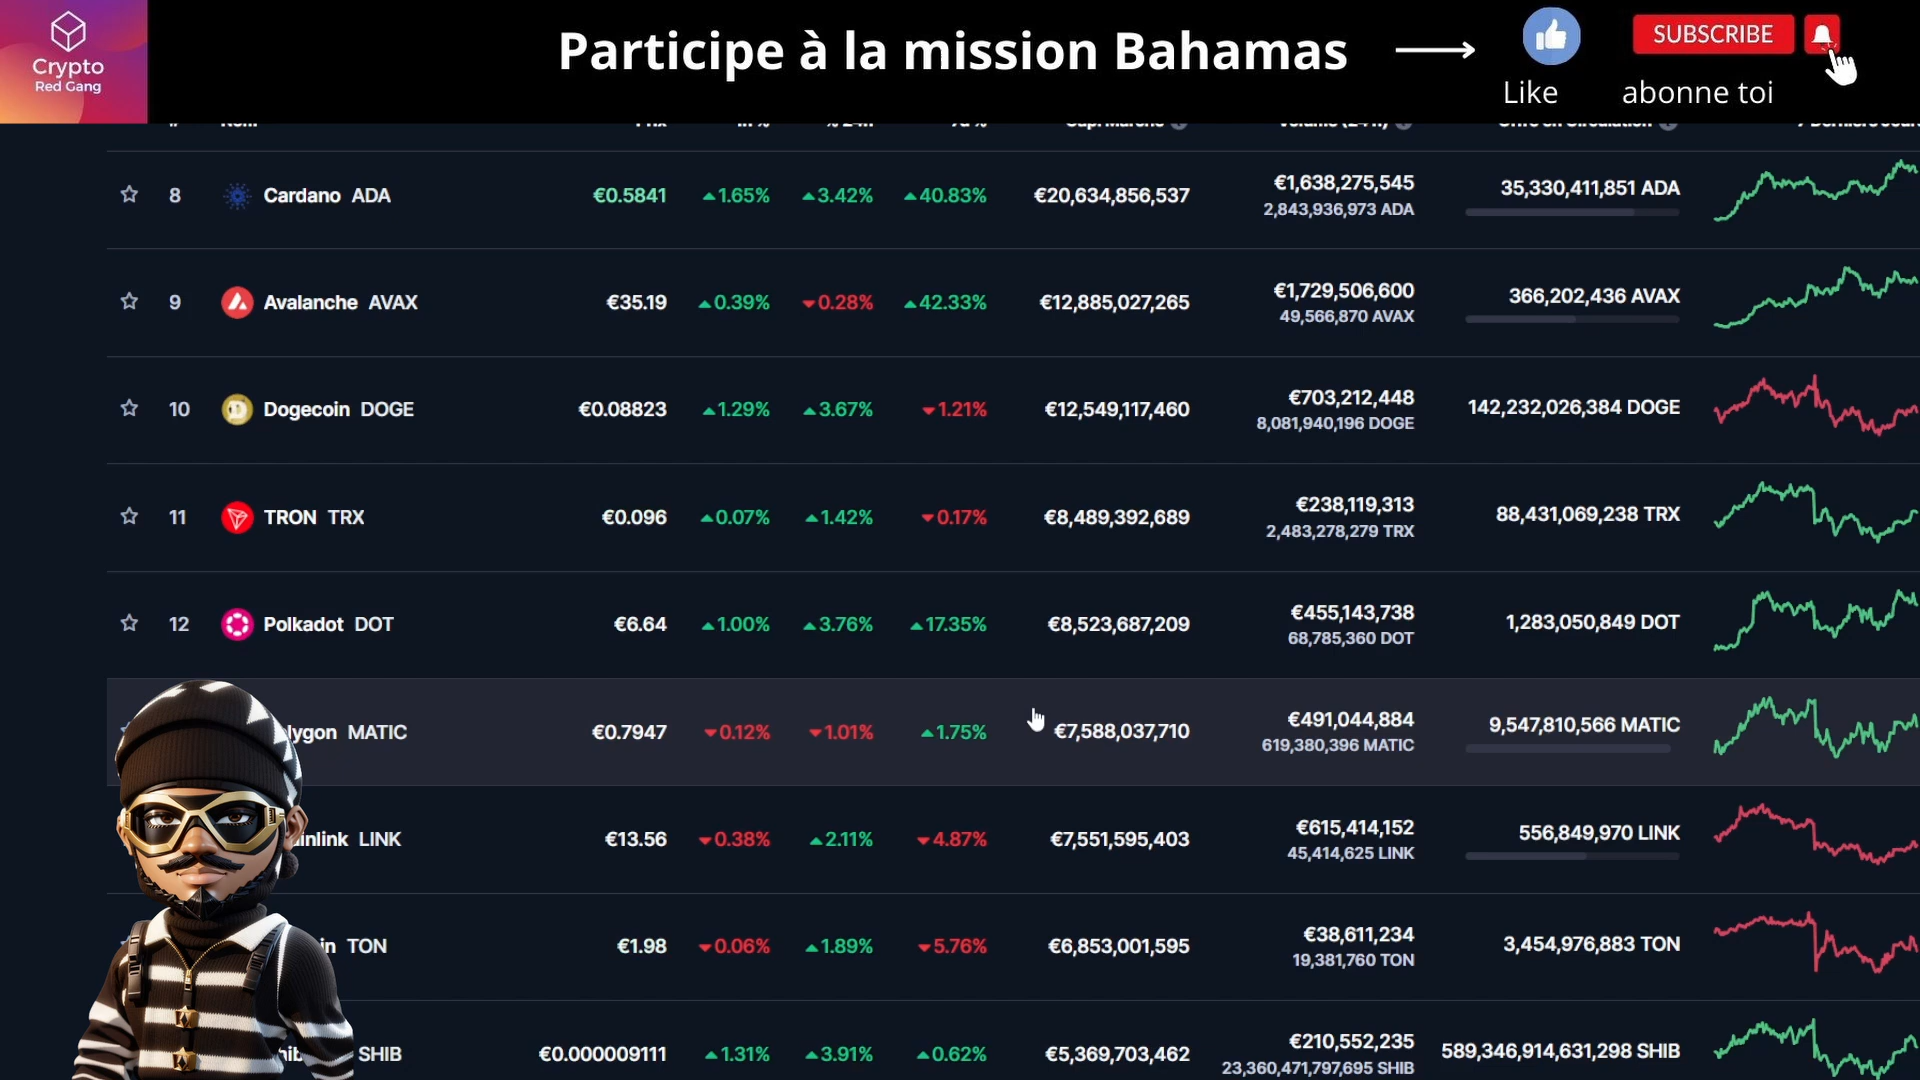 Crypto
Red Gang
Participe à la mission Bahamas
SUBSCRIBE
Like
abonne toi
8 Cardano ADA €0.5841 1.65% 3.42% 40.83% €20,634,856,537 €1,638,275,545 35,330,411,851 ADA
2,843,936,973 ADA
9 Avalanche AVAX €35.19 0.39% 0.28% 42.33% €12,885,027,265 €1,729,506,600 366,202,436 AVAX
49,566,870 AVAX
10 Dogecoin DOGE €0.08823 1.29% 3.67% 1.21% €12,549,117,460 €703,212,448 142,232,026,384 DOGE
8,081,940,196 DOGE
11 TRON TRX €0.096 0.07% 1.42% 0.17% €8,489,392,689 €238,119,313 88,431,069,238 TRX
2,483,278,279 TRX
12 Polkadot DOT €6.64 1.00% 3.76% 17.35% €8,523,687,209 €455,143,738 1,283,050,849 DOT
68,785,360 DOT
lygon MATIC €0.7947 0.12% 1.01% 1.75% €7,588,037,710 €491,044,884 9,547,810,566 MATIC
619,380,396 MATIC
inlink LINK €13.56 0.38% 2.11% 4.87% €7,551,595,403 €615,414,152 556,849,970 LINK
45,414,625 LINK
in TON €1.98 0.06% 1.89% 5.76% €6,853,001,595 €38,611,234 3,454,976,883 TON
19,381,760 TON
SHIB €0.000009111 1.31% 3.91% 0.62% €5,369,703,462 €210,552,235 589,346,914,631,298 SHIB
23,360,471,797,695 SHIB